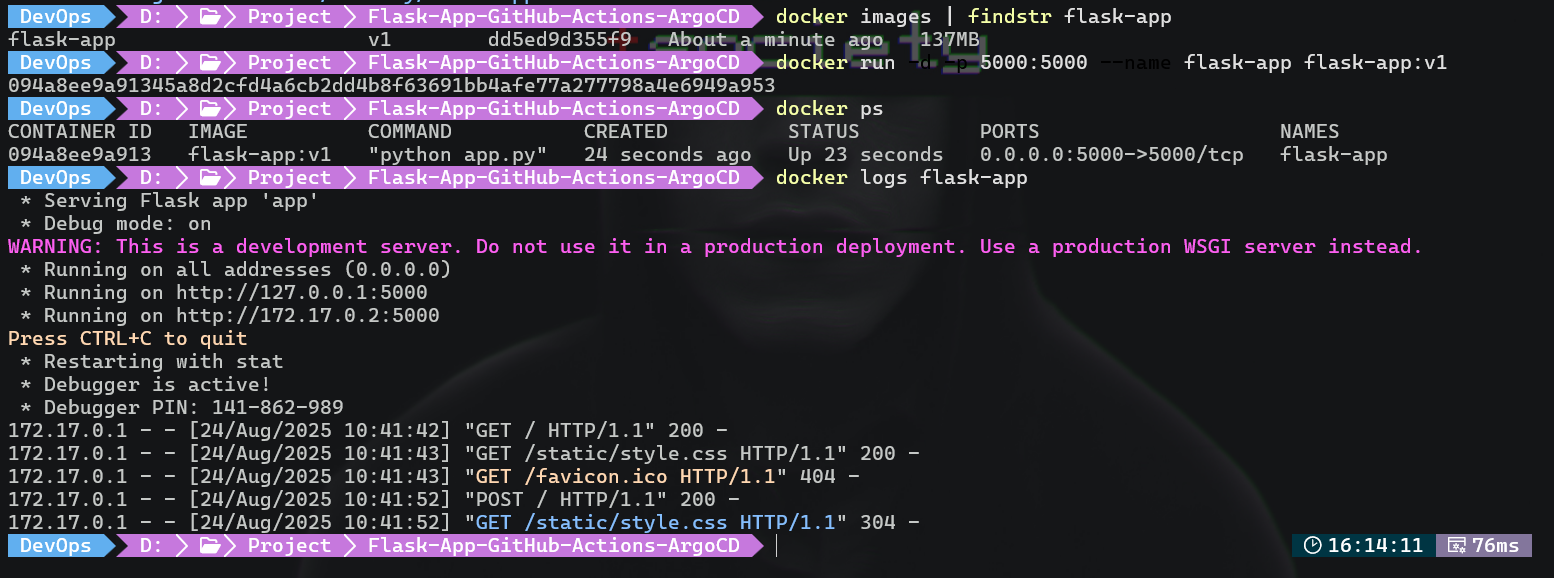 DevOps D: Project Flask-App-GitHub-Actions-ArgoCD docker images | findstr flask-app
flask-app v1 dd5ed9d355f9 About a minute ago 137MB
DevOps D: Project Flask-App-GitHub-Actions-ArgoCD docker run -d -p 5000:5000 --name flask-app flask-app:v1
094a8ee9a91345a8d2cfd4a6cb2dd4b8f63691bb4afe77a277798a4e6949a953
DevOps D: Project Flask-App-GitHub-Actions-ArgoCD docker ps
CONTAINER ID IMAGE COMMAND CREATED STATUS PORTS NAMES
094a8ee9a913 flask-app:v1 "python app.py" 24 seconds ago Up 23 seconds 0.0.0.0:5000->5000/tcp flask-app
DevOps D: Project Flask-App-GitHub-Actions-ArgoCD docker logs flask-app
* Serving Flask app 'app'
* Debug mode: on
WARNING: This is a development server. Do not use it in a production deployment. Use a production WSGI server instead.
* Running on all addresses (0.0.0.0)
* Running on http://127.0.0.1:5000
* Running on http://172.17.0.2:5000
Press CTRL+C to quit
* Restarting with stat
* Debugger is active!
* Debugger PIN: 141-862-989
172.17.0.1 - - [24/Aug/2025 10:41:42] "GET / HTTP/1.1" 200 -
172.17.0.1 - - [24/Aug/2025 10:41:43] "GET /static/style.css HTTP/1.1" 200 -
172.17.0.1 - - [24/Aug/2025 10:41:43] "GET /favicon.ico HTTP/1.1" 404 -
172.17.0.1 - - [24/Aug/2025 10:41:52] "POST / HTTP/1.1" 200 -
172.17.0.1 - - [24/Aug/2025 10:41:52] "GET /static/style.css HTTP/1.1" 304 -
DevOps D: Project Flask-App-GitHub-Actions-ArgoCD 16:14:11 76ms